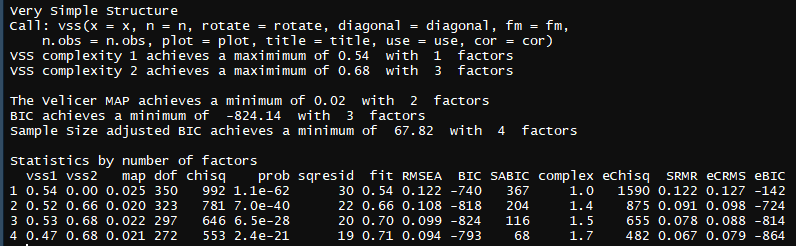 Very Simple Structure
Call: vss(x = x, n = n, rotate = rotate, diagonal = diagonal, fm = fm,
    n.obs = n.obs, plot = plot, title = title, use = use, cor = cor)
VSS complexity 1 achieves a maximimum of 0.54  with  1  factors
VSS complexity 2 achieves a maximimum of 0.68  with  3  factors

The Velicer MAP achieves a minimum of 0.02  with  2  factors
BIC achieves a minimum of  -824.14  with  3  factors
Sample Size adjusted BIC achieves a minimum of  67.82  with  4  factors

Statistics by number of factors
  vss1 vss2   map dof chisq    prob sqresid  fit RMSEA  BIC SABIC complex eChisq  SRMR eCRMS eBIC
1 0.54 0.00 0.025 350   992 1.1e-62      30 0.54 0.122 -740   367     1.0   1590 0.122 0.127 -142
2 0.52 0.66 0.020 323   781 7.0e-40      22 0.66 0.108 -818   204     1.4    875 0.091 0.098 -724
3 0.53 0.68 0.022 297   646 6.5e-28      20 0.70 0.099 -824   116     1.5    655 0.078 0.088 -814
4 0.47 0.68 0.021 272   553 2.4e-21      19 0.71 0.094 -793    68     1.7    482 0.067 0.079 -864